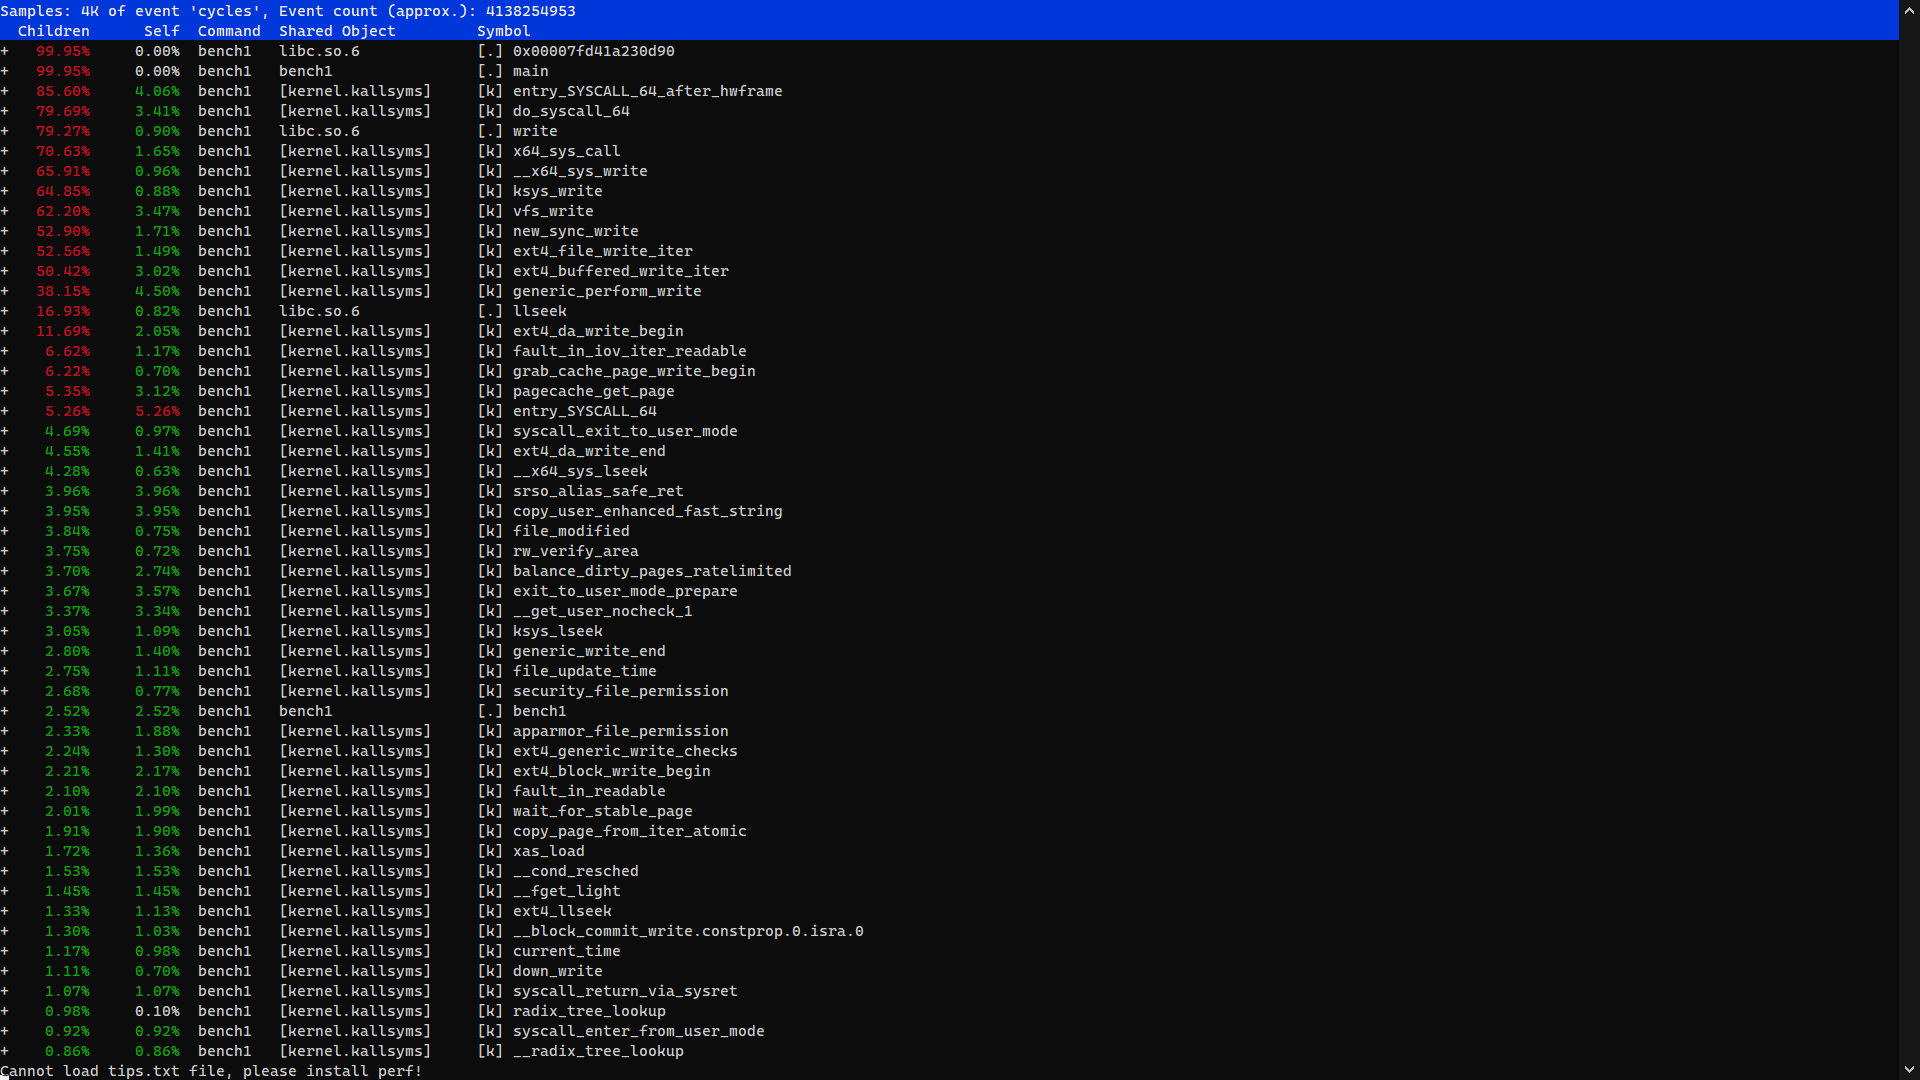 Samples: 4K of event 'cycles', Event count (approx.): 4138254953
  Children      Self  Command  Shared Object         Symbol
+   99.95%     0.00%  bench1   libc.so.6             [.] 0x00007fd41a230d90
+   99.95%     0.00%  bench1   bench1                [.] main
+   85.60%     4.06%  bench1   [kernel.kallsyms]     [k] entry_SYSCALL_64_after_hwframe
+   79.69%     3.41%  bench1   [kernel.kallsyms]     [k] do_syscall_64
+   79.27%     0.90%  bench1   libc.so.6             [.] write
+   70.63%     1.65%  bench1   [kernel.kallsyms]     [k] x64_sys_call
+   65.91%     0.96%  bench1   [kernel.kallsyms]     [k] __x64_sys_write
+   64.85%     0.88%  bench1   [kernel.kallsyms]     [k] ksys_write
+   62.20%     3.47%  bench1   [kernel.kallsyms]     [k] vfs_write
+   52.90%     1.71%  bench1   [kernel.kallsyms]     [k] new_sync_write
+   52.56%     1.49%  bench1   [kernel.kallsyms]     [k] ext4_file_write_iter
+   50.42%     3.02%  bench1   [kernel.kallsyms]     [k] ext4_buffered_write_iter
+   38.15%     4.50%  bench1   [kernel.kallsyms]     [k] generic_perform_write
+   16.93%     0.82%  bench1   libc.so.6             [.] llseek
+   11.69%     2.05%  bench1   [kernel.kallsyms]     [k] ext4_da_write_begin
+    6.62%     1.17%  bench1   [kernel.kallsyms]     [k] fault_in_iov_iter_readable
+    6.22%     0.70%  bench1   [kernel.kallsyms]     [k] grab_cache_page_write_begin
+    5.35%     3.12%  bench1   [kernel.kallsyms]     [k] pagecache_get_page
+    5.26%     5.26%  bench1   [kernel.kallsyms]     [k] entry_SYSCALL_64
+    4.69%     0.97%  bench1   [kernel.kallsyms]     [k] syscall_exit_to_user_mode
+    4.55%     1.41%  bench1   [kernel.kallsyms]     [k] ext4_da_write_end
+    4.28%     0.63%  bench1   [kernel.kallsyms]     [k] __x64_sys_lseek
+    3.96%     3.96%  bench1   [kernel.kallsyms]     [k] srso_alias_safe_ret
+    3.95%     3.95%  bench1   [kernel.kallsyms]     [k] copy_user_enhanced_fast_string
+    3.84%     0.75%  bench1   [kernel.kallsyms]     [k] file_modified
+    3.75%     0.72%  bench1   [kernel.kallsyms]     [k] rw_verify_area
+    3.70%     2.74%  bench1   [kernel.kallsyms]     [k] balance_dirty_pages_ratelimited
+    3.67%     3.57%  bench1   [kernel.kallsyms]     [k] exit_to_user_mode_prepare
+    3.37%     3.34%  bench1   [kernel.kallsyms]     [k] __get_user_nocheck_1
+    3.05%     1.09%  bench1   [kernel.kallsyms]     [k] ksys_lseek
+    2.80%     1.40%  bench1   [kernel.kallsyms]     [k] generic_write_end
+    2.75%     1.11%  bench1   [kernel.kallsyms]     [k] file_update_time
+    2.68%     0.77%  bench1   [kernel.kallsyms]     [k] security_file_permission
+    2.52%     2.52%  bench1   bench1                [.] bench1
+    2.33%     1.88%  bench1   [kernel.kallsyms]     [k] apparmor_file_permission
+    2.24%     1.30%  bench1   [kernel.kallsyms]     [k] ext4_generic_write_checks
+    2.21%     2.17%  bench1   [kernel.kallsyms]     [k] ext4_block_write_begin
+    2.10%     2.10%  bench1   [kernel.kallsyms]     [k] fault_in_readable
+    2.01%     1.99%  bench1   [kernel.kallsyms]     [k] wait_for_stable_page
+    1.91%     1.90%  bench1   [kernel.kallsyms]     [k] copy_page_from_iter_atomic
+    1.72%     1.36%  bench1   [kernel.kallsyms]     [k] xas_load
+    1.53%     1.53%  bench1   [kernel.kallsyms]     [k] __cond_resched
+    1.45%     1.45%  bench1   [kernel.kallsyms]     [k] __fget_light
+    1.33%     1.13%  bench1   [kernel.kallsyms]     [k] ext4_llseek
+    1.30%     1.03%  bench1   [kernel.kallsyms]     [k] __block_commit_write.constprop.0.isra.0
+    1.17%     0.98%  bench1   [kernel.kallsyms]     [k] current_time
+    1.11%     0.70%  bench1   [kernel.kallsyms]     [k] down_write
+    1.07%     1.07%  bench1   [kernel.kallsyms]     [k] syscall_return_via_sysret
+    0.98%     0.10%  bench1   [kernel.kallsyms]     [k] radix_tree_lookup
+    0.92%     0.92%  bench1   [kernel.kallsyms]     [k] syscall_enter_from_user_mode
+    0.86%     0.86%  bench1   [kernel.kallsyms]     [k] __radix_tree_lookup
Cannot load tips.txt file, please install perf!